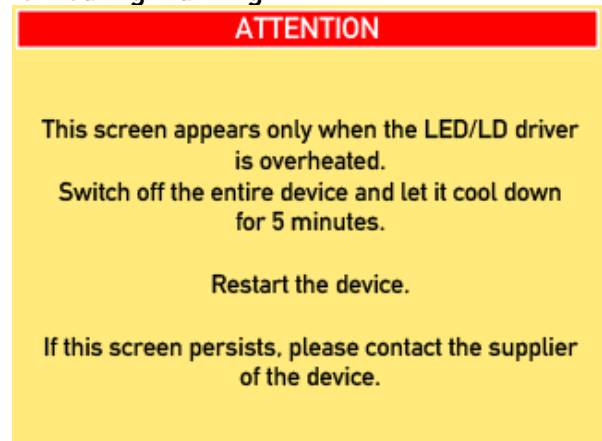 ATTENTION
This screen appears only when the LED/LD driver
is overheated.
Switch off the entire device and let it cool down
for 5 minutes.
Restart the device.
If this screen persists, please contact the supplier
of the device.